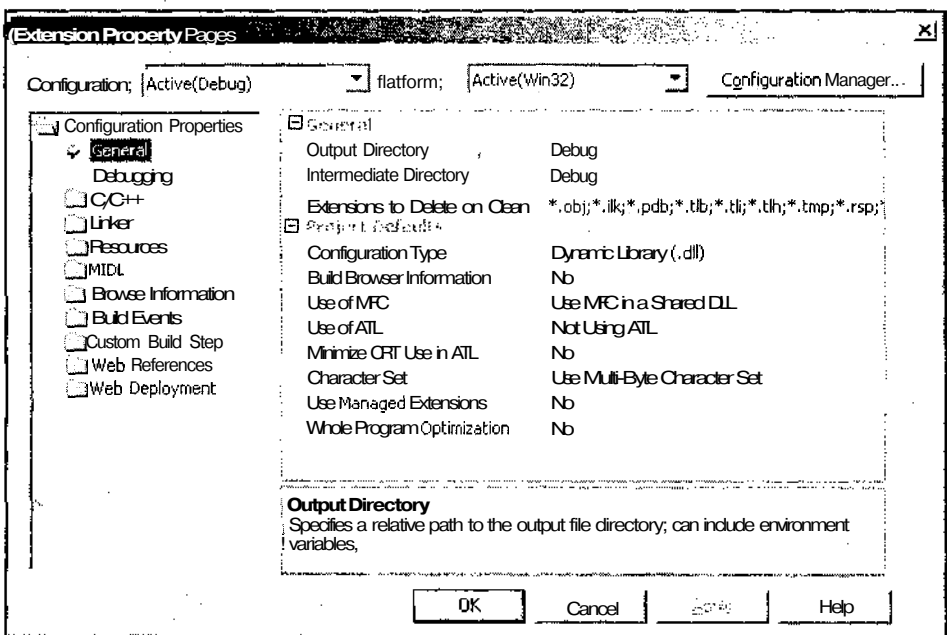 (Extension Property Pages
Configuration; Active(Debug) flatform; Active(Win32) Configuration Manager...
Configuration Properties
General
Debugging
C/C++
Linker
Resources
MIDL
Browse Information
Build Events
Custom Build Step
Web References
Web Deployment
General
Output Directory Debug
Intermediate Directory Debug
Extensions to Delete on Clean *.obj;*.ilk;*.pdb;*.tlb;*.tli;*.tlh;*.tmp;*.rsp;*
Project Defaults
Configuration Type Dynamic Library (.dll)
Build Browser Information No
Use of MFC Use MFC in a Shared DLL
Use of ATL Not Using ATL
Minimize CRT Use in ATL No
Character Set Use Multi-Byte Character Set
Use Managed Extensions No
Whole Program Optimization No
Output Directory
Specifies a relative path to the output file directory; can include environment
variables,
OK Cancel Apply Help